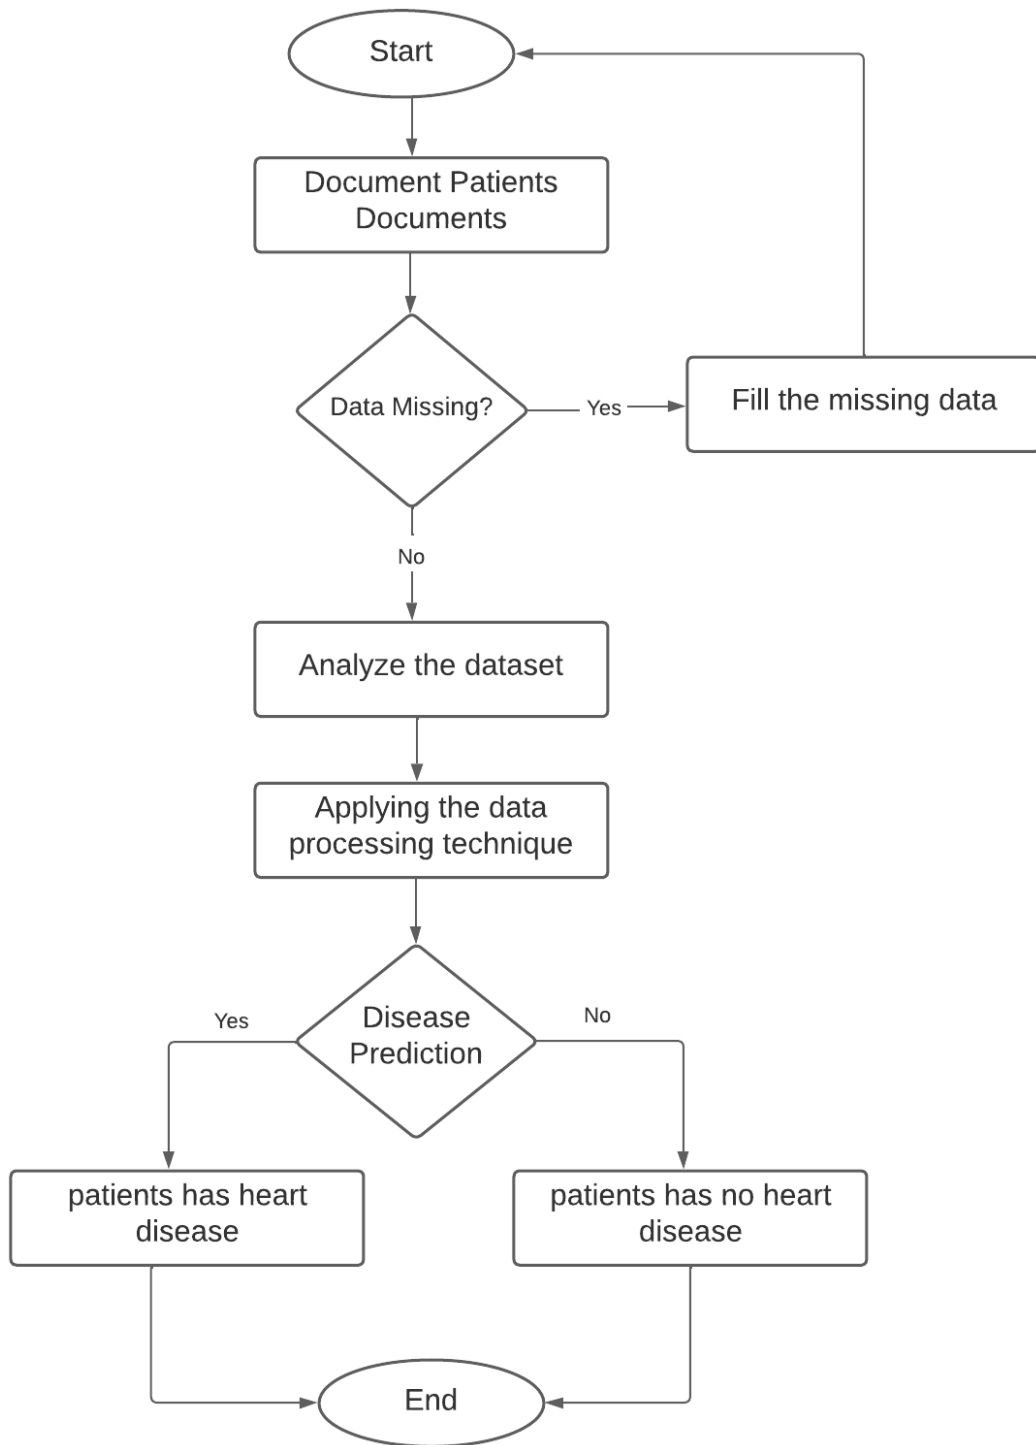 Start
Document Patients
Documents
Data Missing?
Yes
Fill the missing data
No
Analyze the dataset
Applying the data
processing technique
Disease
Prediction
Yes
No
patients has heart
disease
patients has no heart
disease
End